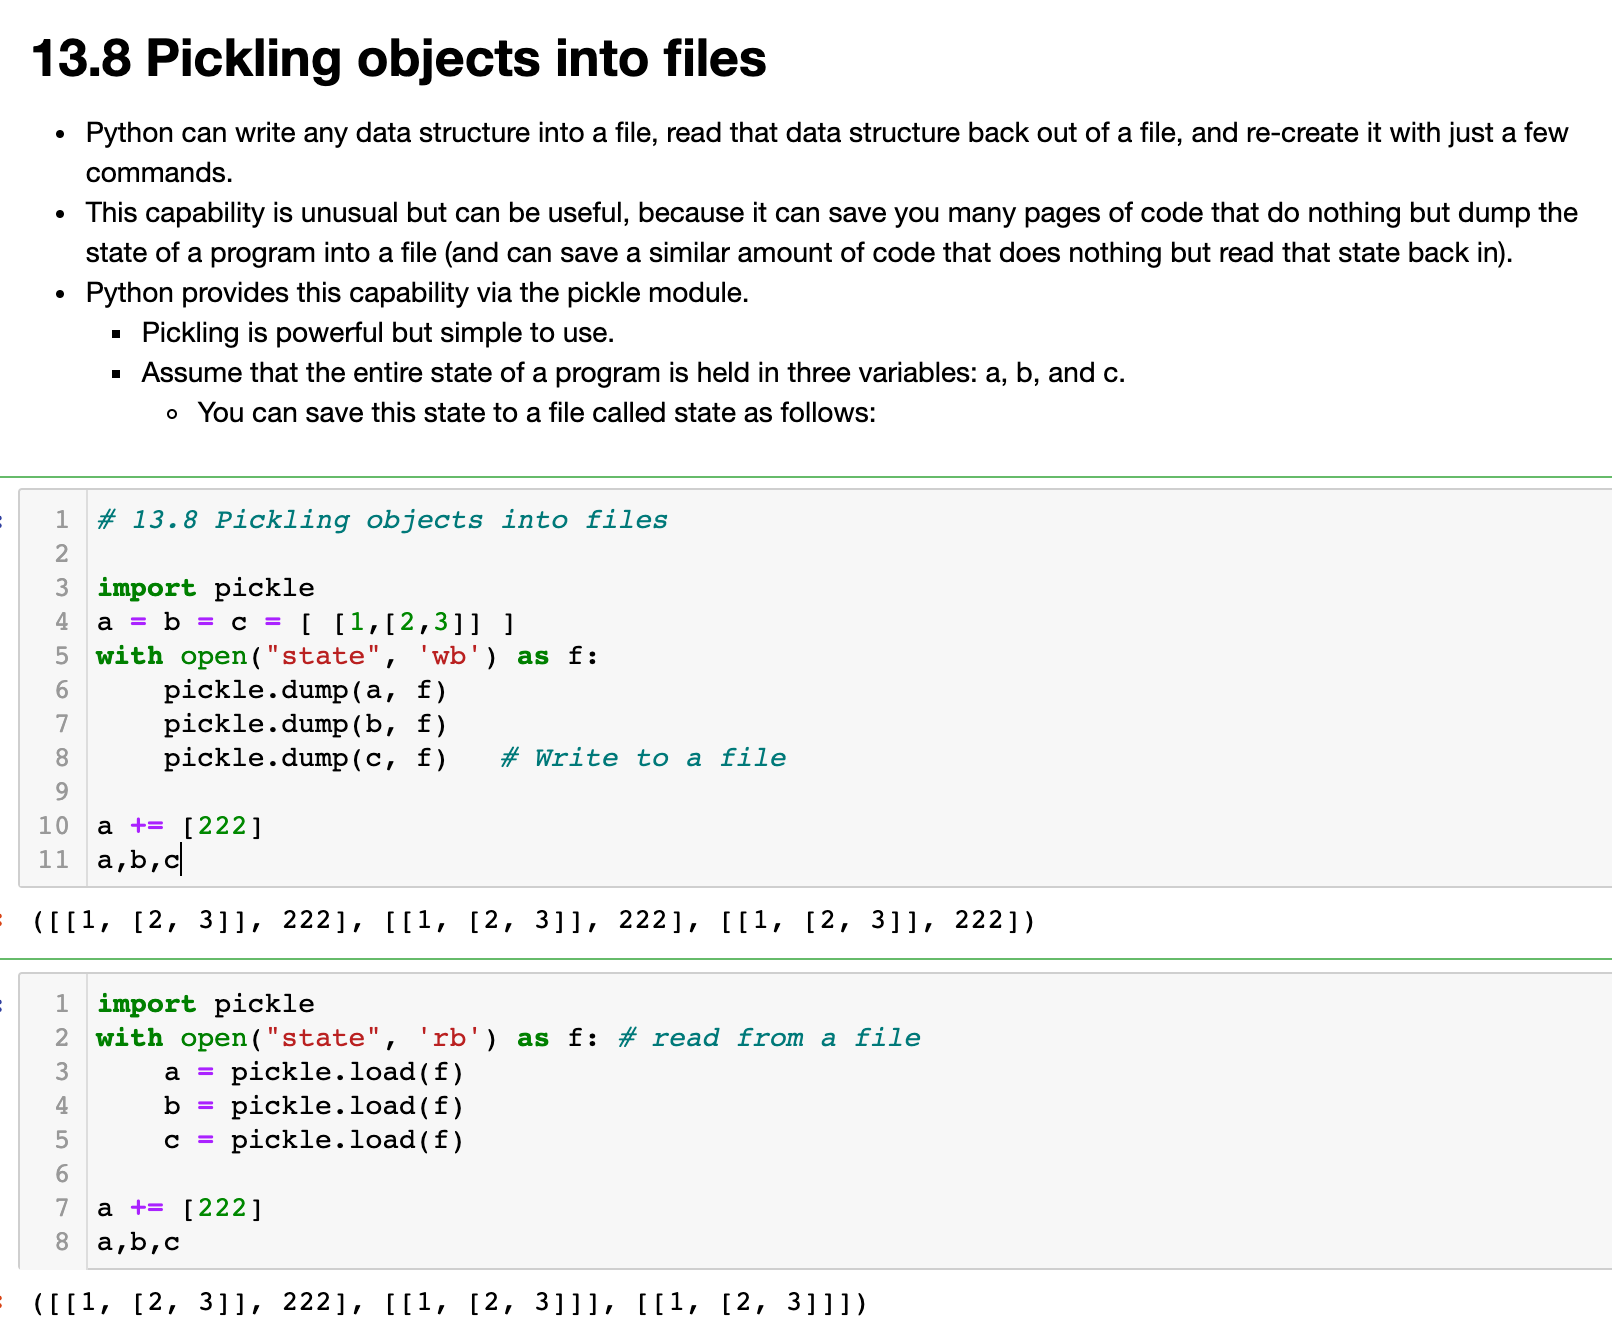 13.8 Pickling objects into files
• Python can write any data structure into a file, read that data structure back out of a file, and re-create it with just a few
commands.
• This capability is unusual but can be useful, because it can save you many pages of code that do nothing but dump the
state of a program into a file (and can save a similar amount of code that does nothing but read that state back in).
• Python provides this capability via the pickle module.
▪ Pickling is powerful but simple to use.
▪ Assume that the entire state of a program is held in three variables: a, b, and c.
◦ You can save this state to a file called state as follows:
1 # 13.8 Pickling objects into files
2
3 import pickle
4 a = b = c = [ [1,[2,3]] ]
5 with open("state", 'wb') as f:
6     pickle.dump(a, f)
7     pickle.dump(b, f)
8     pickle.dump(c, f)   # Write to a file
9
10 a += [222]
11 a,b,c
([[1, [2, 3]], 222], [[1, [2, 3]], 222], [[1, [2, 3]], 222])
1 import pickle
2 with open("state", 'rb') as f: # read from a file
3     a = pickle.load(f)
4     b = pickle.load(f)
5     c = pickle.load(f)
6
7 a += [222]
8 a,b,c
([[1, [2, 3]], 222], [[1, [2, 3]]], [[1, [2, 3]]])